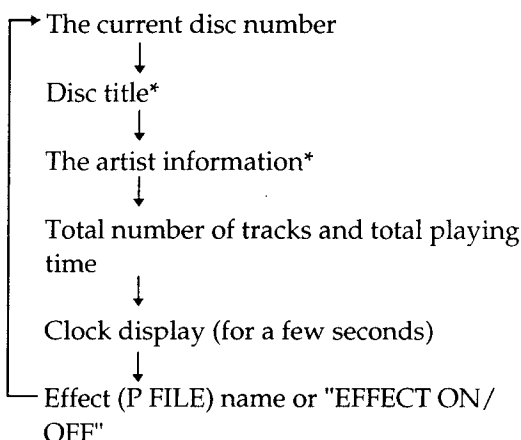 The current disc number
Disc title*
The artist information*
Total number of tracks and total playing
time
Clock display (for a few seconds)
Effect (P FILE) name or "EFFECT ON/
OFF"